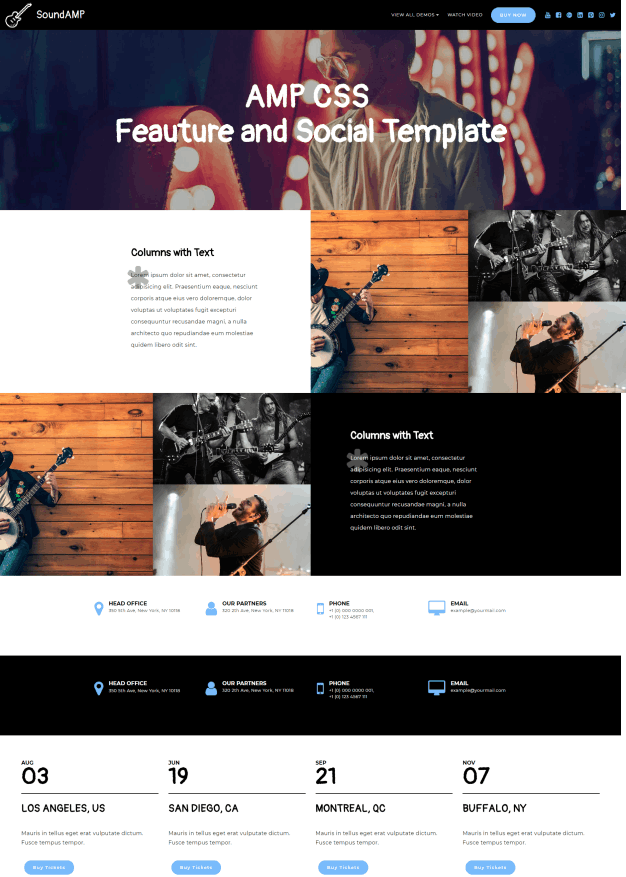 SoundAMP
VIEW ALL DEMOS
WATCH VIDEO
BUY NOW
AMP CSS
Feauture and Social Template
Columns with Text
Lorem ipsum dolor sit amet, consectetur
adipisicing elit. Praesentium eaque, nesciunt
corporis atque eius vero doloremque, dolor
voluptas ut voluptates fugit excepturi
consequuntur recusandae magni, a nulla
architecto quo repudiandae eum mollitia
quidem libero odit sint.
Columns with Text
Lorem ipsum dolor sit amet, consectetur
adipisicing elit. Praesentium eaque, nesciunt
corporis atque eius vero doloremque, dolor
voluptas ut voluptates fugit excepturi
consequuntur recusandae magni, a nulla
architecto quo repudiandae eum mollitia
quidem libero odit sint.
HEAD OFFICE
350 5th Ave, New York, NY 10118
OUR PARTNERS
320 21h Ave, New York, NY 11018
PHONE
+1 (0) 000 0000 001,
+1 (0) 123 4567 111
EMAIL
example@yourmail.com
HEAD OFFICE
350 5th Ave, New York, NY 10118
OUR PARTNERS
320 21h Ave, New York, NY 11018
PHONE
+1 (0) 000 0000 001,
+1 (0) 123 4567 111
EMAIL
example@yourmail.com
AUG
03
LOS ANGELES, US
Mauris in tellus eget erat vulputate dictum.
Fusce tempus tempor.
Buy Tickets
JUN
19
SAN DIEGO, CA
Mauris in tellus eget erat vulputate dictum.
Fusce tempus tempor.
Buy Tickets
SEP
21
MONTREAL, QC
Mauris in tellus eget erat vulputate dictum.
Fusce tempus tempor.
Buy Tickets
NOV
07
BUFFALO, NY
Mauris in tellus eget erat vulputate dictum.
Fusce tempus tempor.
Buy Tickets